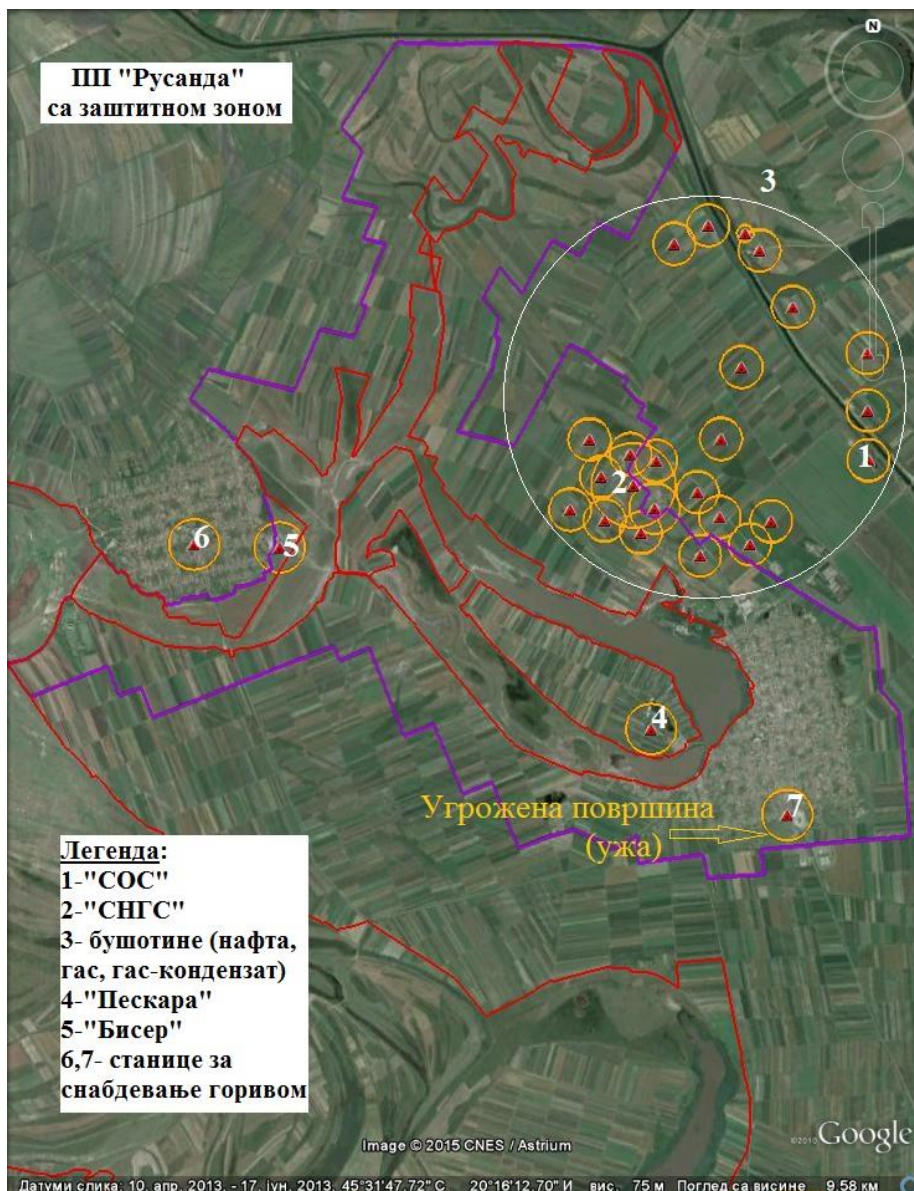 ПП "Русанда"
са заштитном зоном
N
3
1
2
6
5
4
7
Угрожена површина
(ужа)
Легенда:
1-"СОС"
2-"СНГС"
3- бушотине (нафта,
гас, гас-кондензат)
4-"Пескара"
5-"Бисер"
6,7- станице за
снабдевање горивом
Image © 2015 CNES / Astrium
©2010 Google
Датуми слика: 10. апр. 2013. - 17. јун. 2013. 45°31'47.72" С 20°16'12.70" И вис. 75 м Поглед са висине 9.58 км